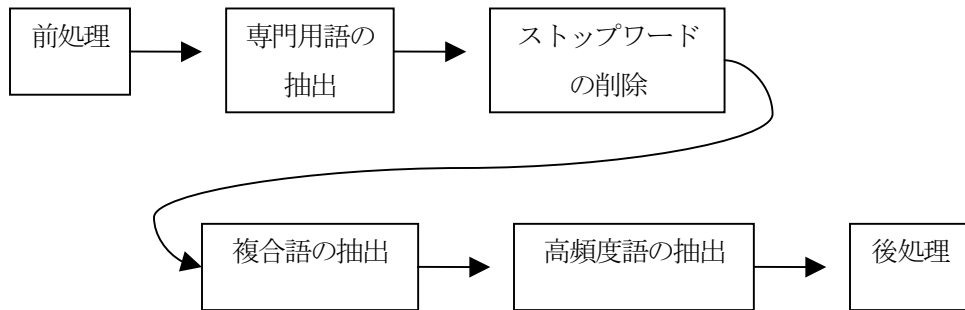 前処理
専門用語の
抽出
ストップワード
の削除
複合語の抽出
高頻度語の抽出
後処理